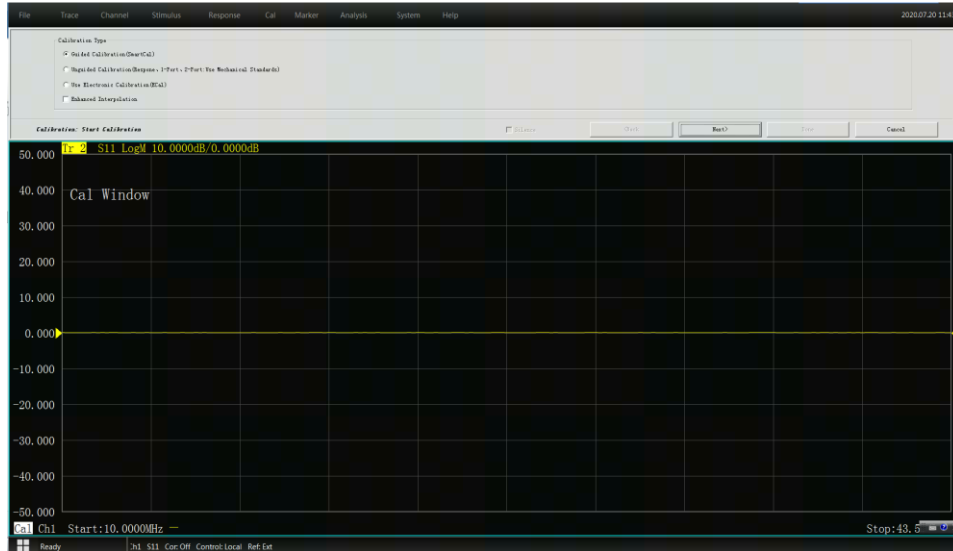 File Trace Channel Stimulus Response Cal Marker Analysis System Help 2020.07.20 11:4
Calibration Type
Guided Calibration(SmartCal)
Unguided Calibration(Respone, 1-Port, 2-Port:Use Mechanical Standards)
Use Electronic Calibration(ECal)
Enhanced Interpolation
Calibration: Start Calibration Next> Cancel
Tr 2 S11 LogM 10.0000dB/0.0000dB
50.000
Cal Window
40.000
30.000
20.000
10.000
0.000
-10.000
-20.000
-30.000
-40.000
-50.000
Cal Ch1 Start:10.0000MHz — Stop:43.5
Ready Ch1 S11 Cor: Off Control: Local Ref: Ext